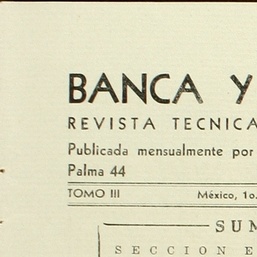 BANCA Y
REVISTA TECNICA
Publicada mensualmente por
Palma 44
TOMO III México, 1o.
SUM
SECCION E